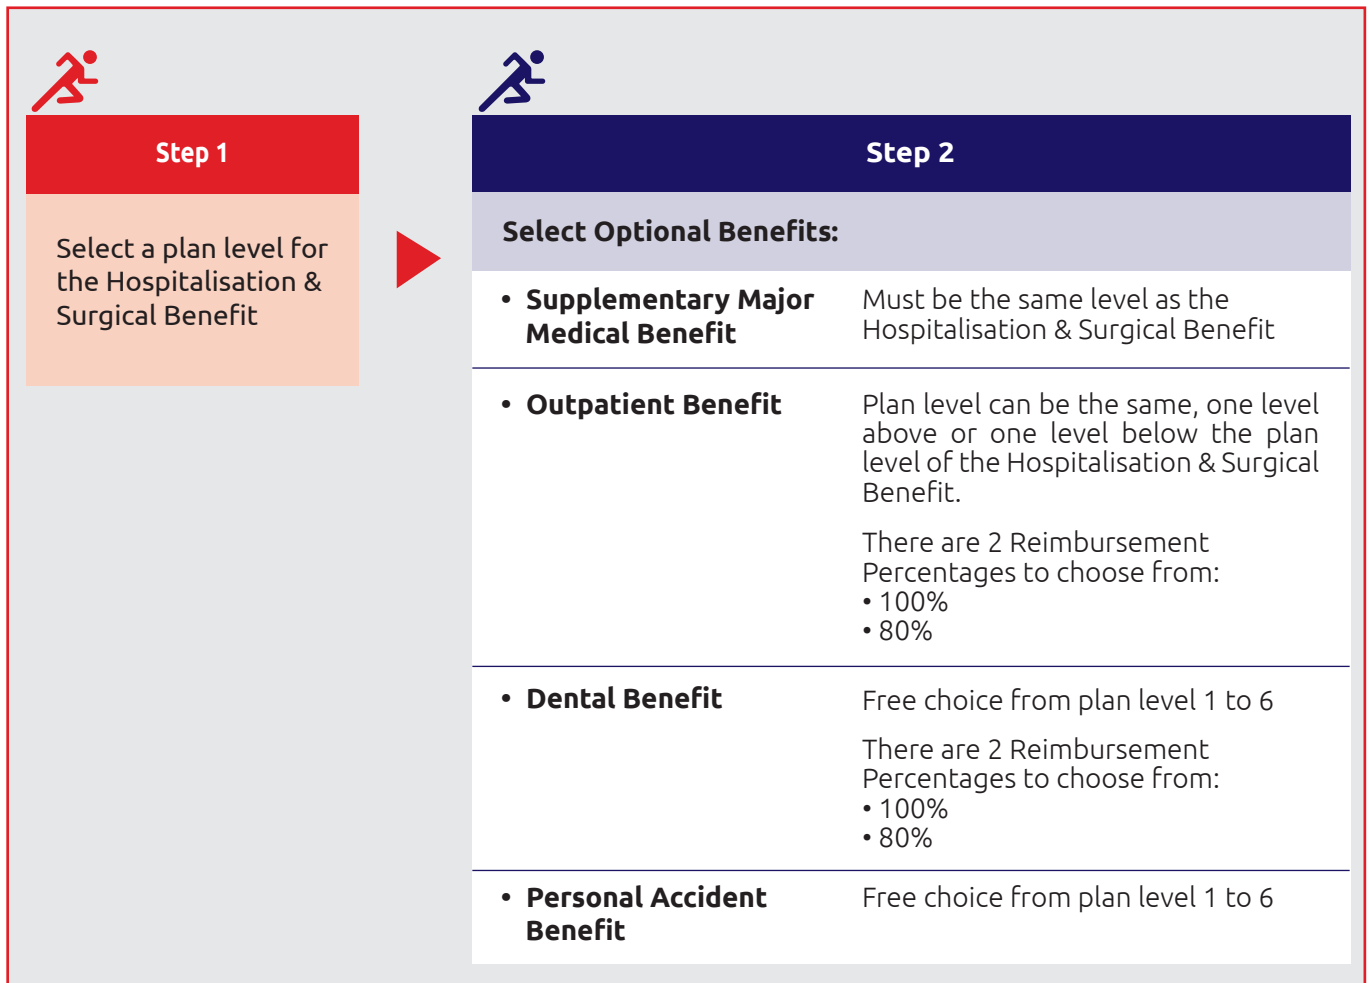 Step 1
Select a plan level for
the Hospitalisation &
Surgical Benefit
Step 2
Select Optional Benefits:
• Supplementary Major
Medical Benefit
Must be the same level as the
Hospitalisation & Surgical Benefit
• Outpatient Benefit
Plan level can be the same, one level
above or one level below the plan
level of the Hospitalisation & Surgical
Benefit.
There are 2 Reimbursement
Percentages to choose from:
• 100%
• 80%
• Dental Benefit
Free choice from plan level 1 to 6
There are 2 Reimbursement
Percentages to choose from:
• 100%
• 80%
• Personal Accident
Benefit
Free choice from plan level 1 to 6